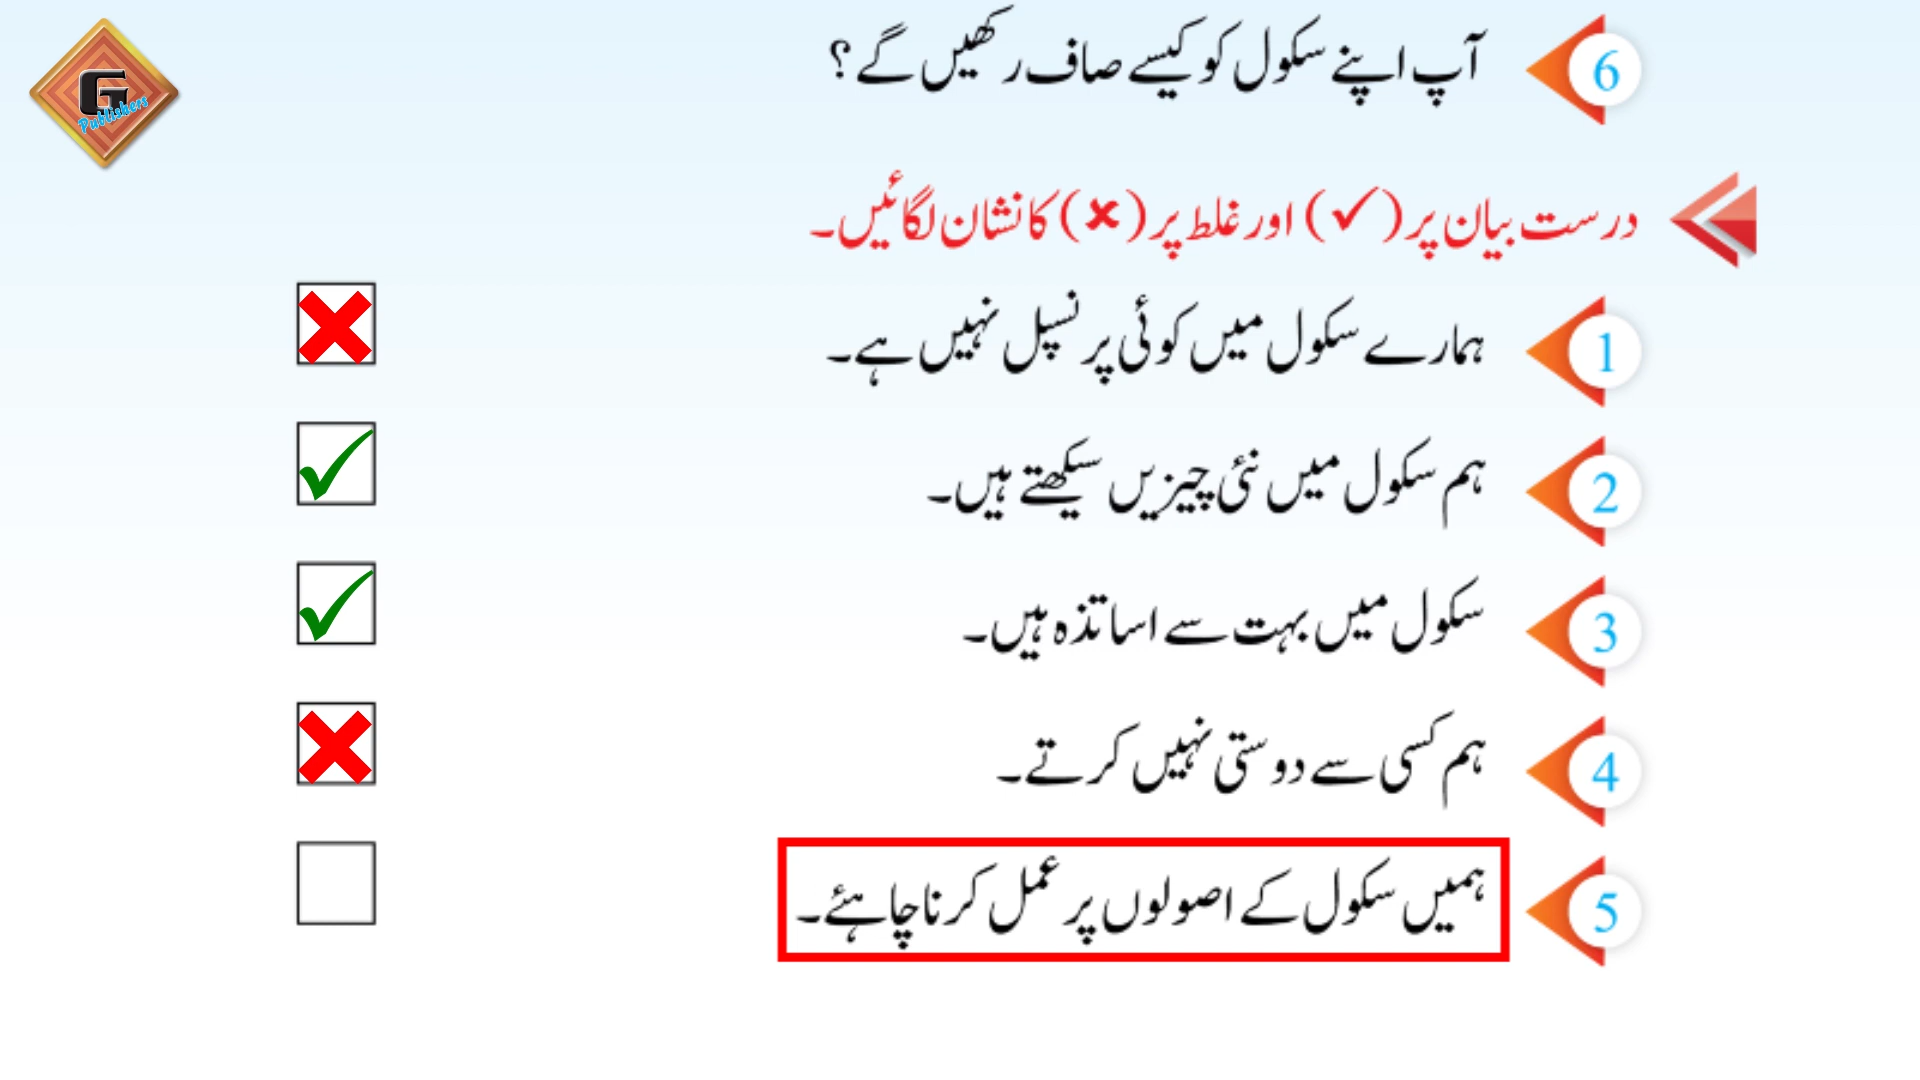 G Publishers
6 آپ اپنے سکول کو کیسے صاف رکھیں گے؟
درست بیان پر (✓) اور غلط پر (✗) کا نشان لگائیں۔
1 ہمارے سکول میں کوئی پرنسپل نہیں ہے۔
2 ہم سکول میں نئی چیزیں سیکھتے ہیں۔
3 سکول میں بہت سے اساتذہ ہیں۔
4 ہم کسی سے دوستی نہیں کرتے۔
5 ہمیں سکول کے اصولوں پر عمل کرنا چاہئے۔